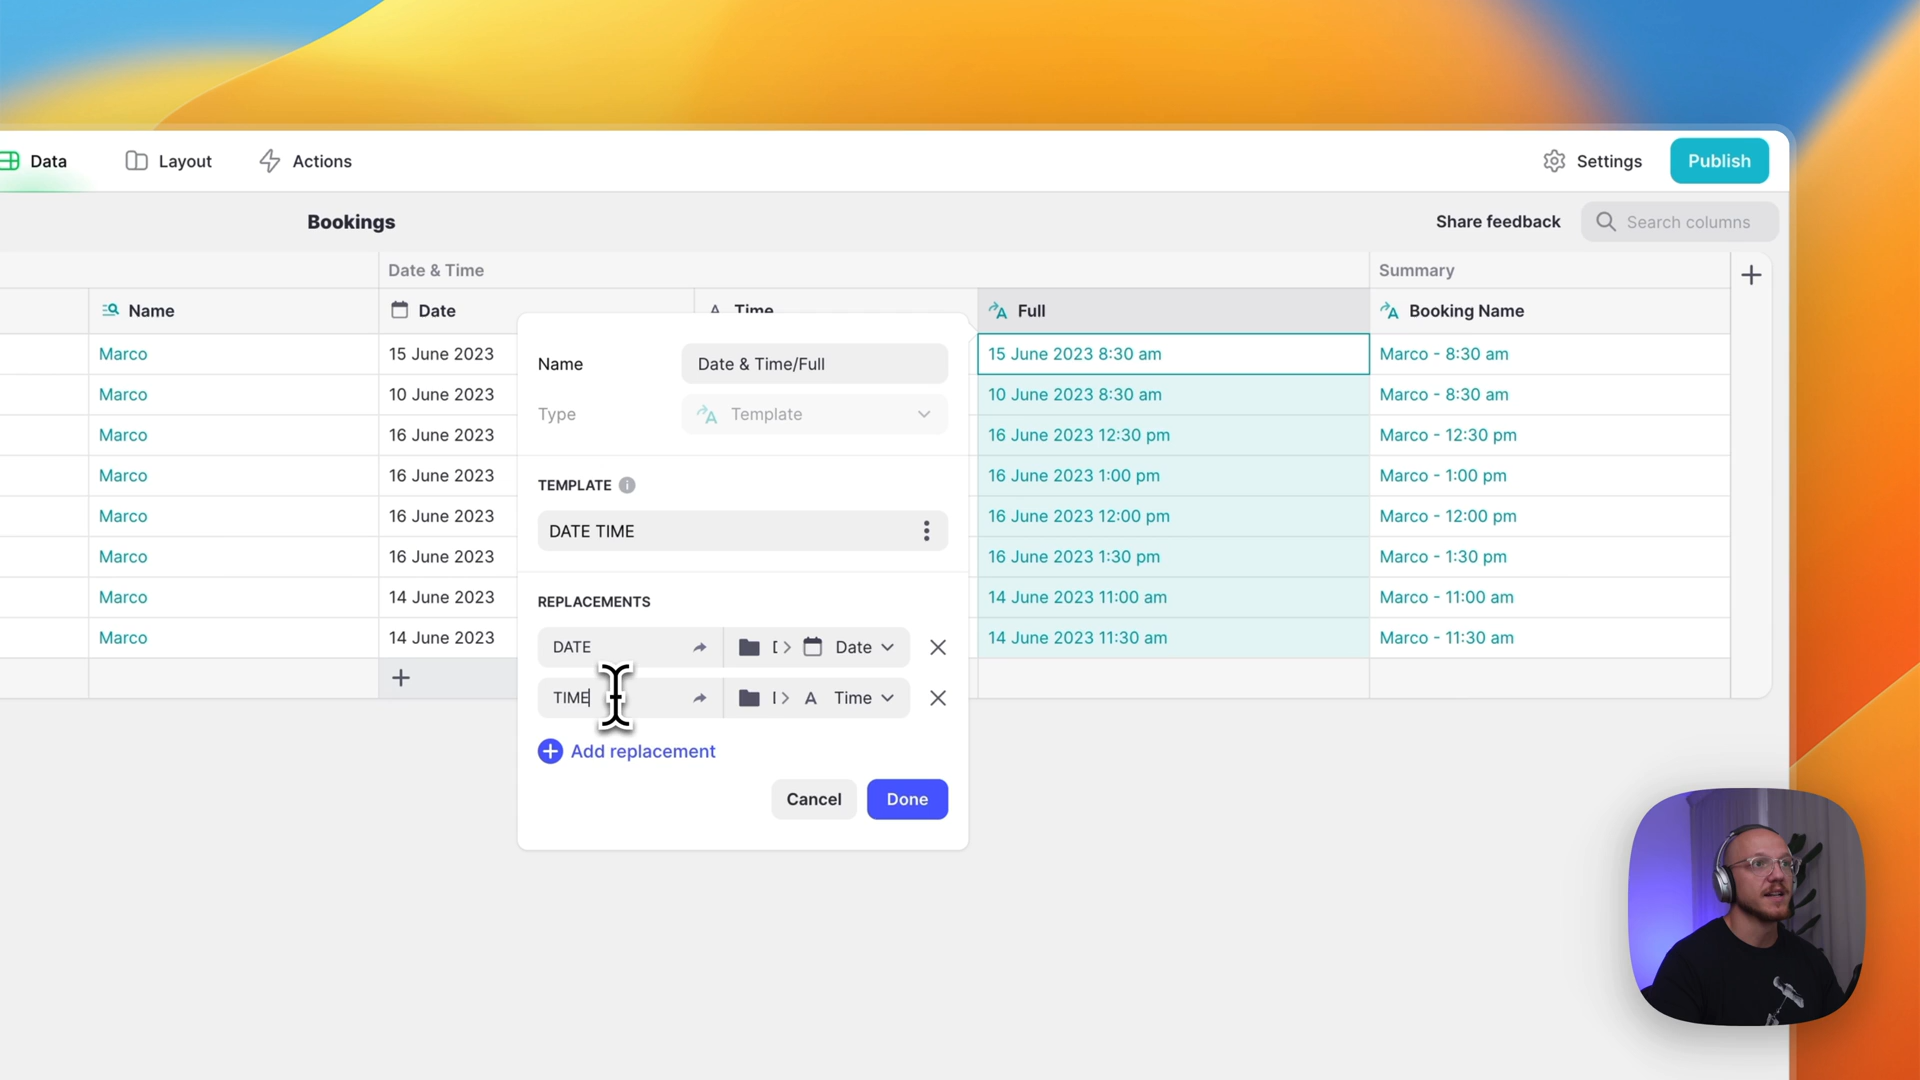 Data Layout Actions Settings Publish
Bookings Share feedback Search columns
Date & Time Summary
Name Date Time Full Booking Name
Marco 15 June 2023 15 June 2023 8:30 am Marco - 8:30 am
Marco 10 June 2023 10 June 2023 8:30 am Marco - 8:30 am
Marco 16 June 2023 16 June 2023 12:30 pm Marco - 12:30 pm
Marco 16 June 2023 16 June 2023 1:00 pm Marco - 1:00 pm
Marco 16 June 2023 16 June 2023 12:00 pm Marco - 12:00 pm
Marco 16 June 2023 16 June 2023 1:30 pm Marco - 1:30 pm
Marco 14 June 2023 14 June 2023 11:00 am Marco - 11:00 am
Marco 14 June 2023 14 June 2023 11:30 am Marco - 11:30 am
Name Date & Time/Full
Type Template
TEMPLATE
DATE TIME
REPLACEMENTS
DATE Date
TIME Time
Add replacement
Cancel Done